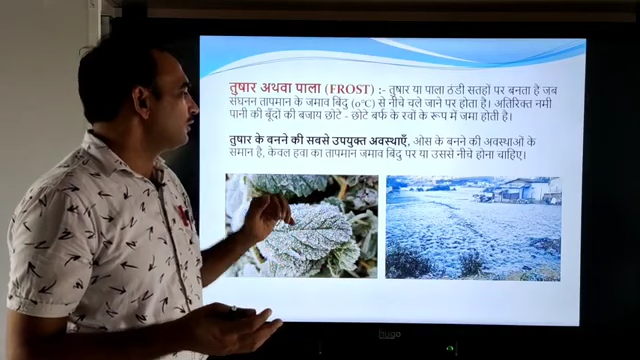 तुषार अथवा पाला (FROST) :- तुषार या पाला ठंडी सतहों पर बनता है जब
संघनन तापमान के जमाव बिंदु (0°C) से नीचे चले जाने पर होता है। अतिरिक्त नमी
पानी की बूँदों की बजाय छोटे - छोटे बर्फ के रवों के रूप में जमा होती है।
तुषार के बनने की सबसे उपयुक्त अवस्थाएँ, ओस के बनने की अवस्थाओं के
समान है, केवल हवा का तापमान जमाव बिंदु पर या उससे नीचे होना चाहिए।
hugo